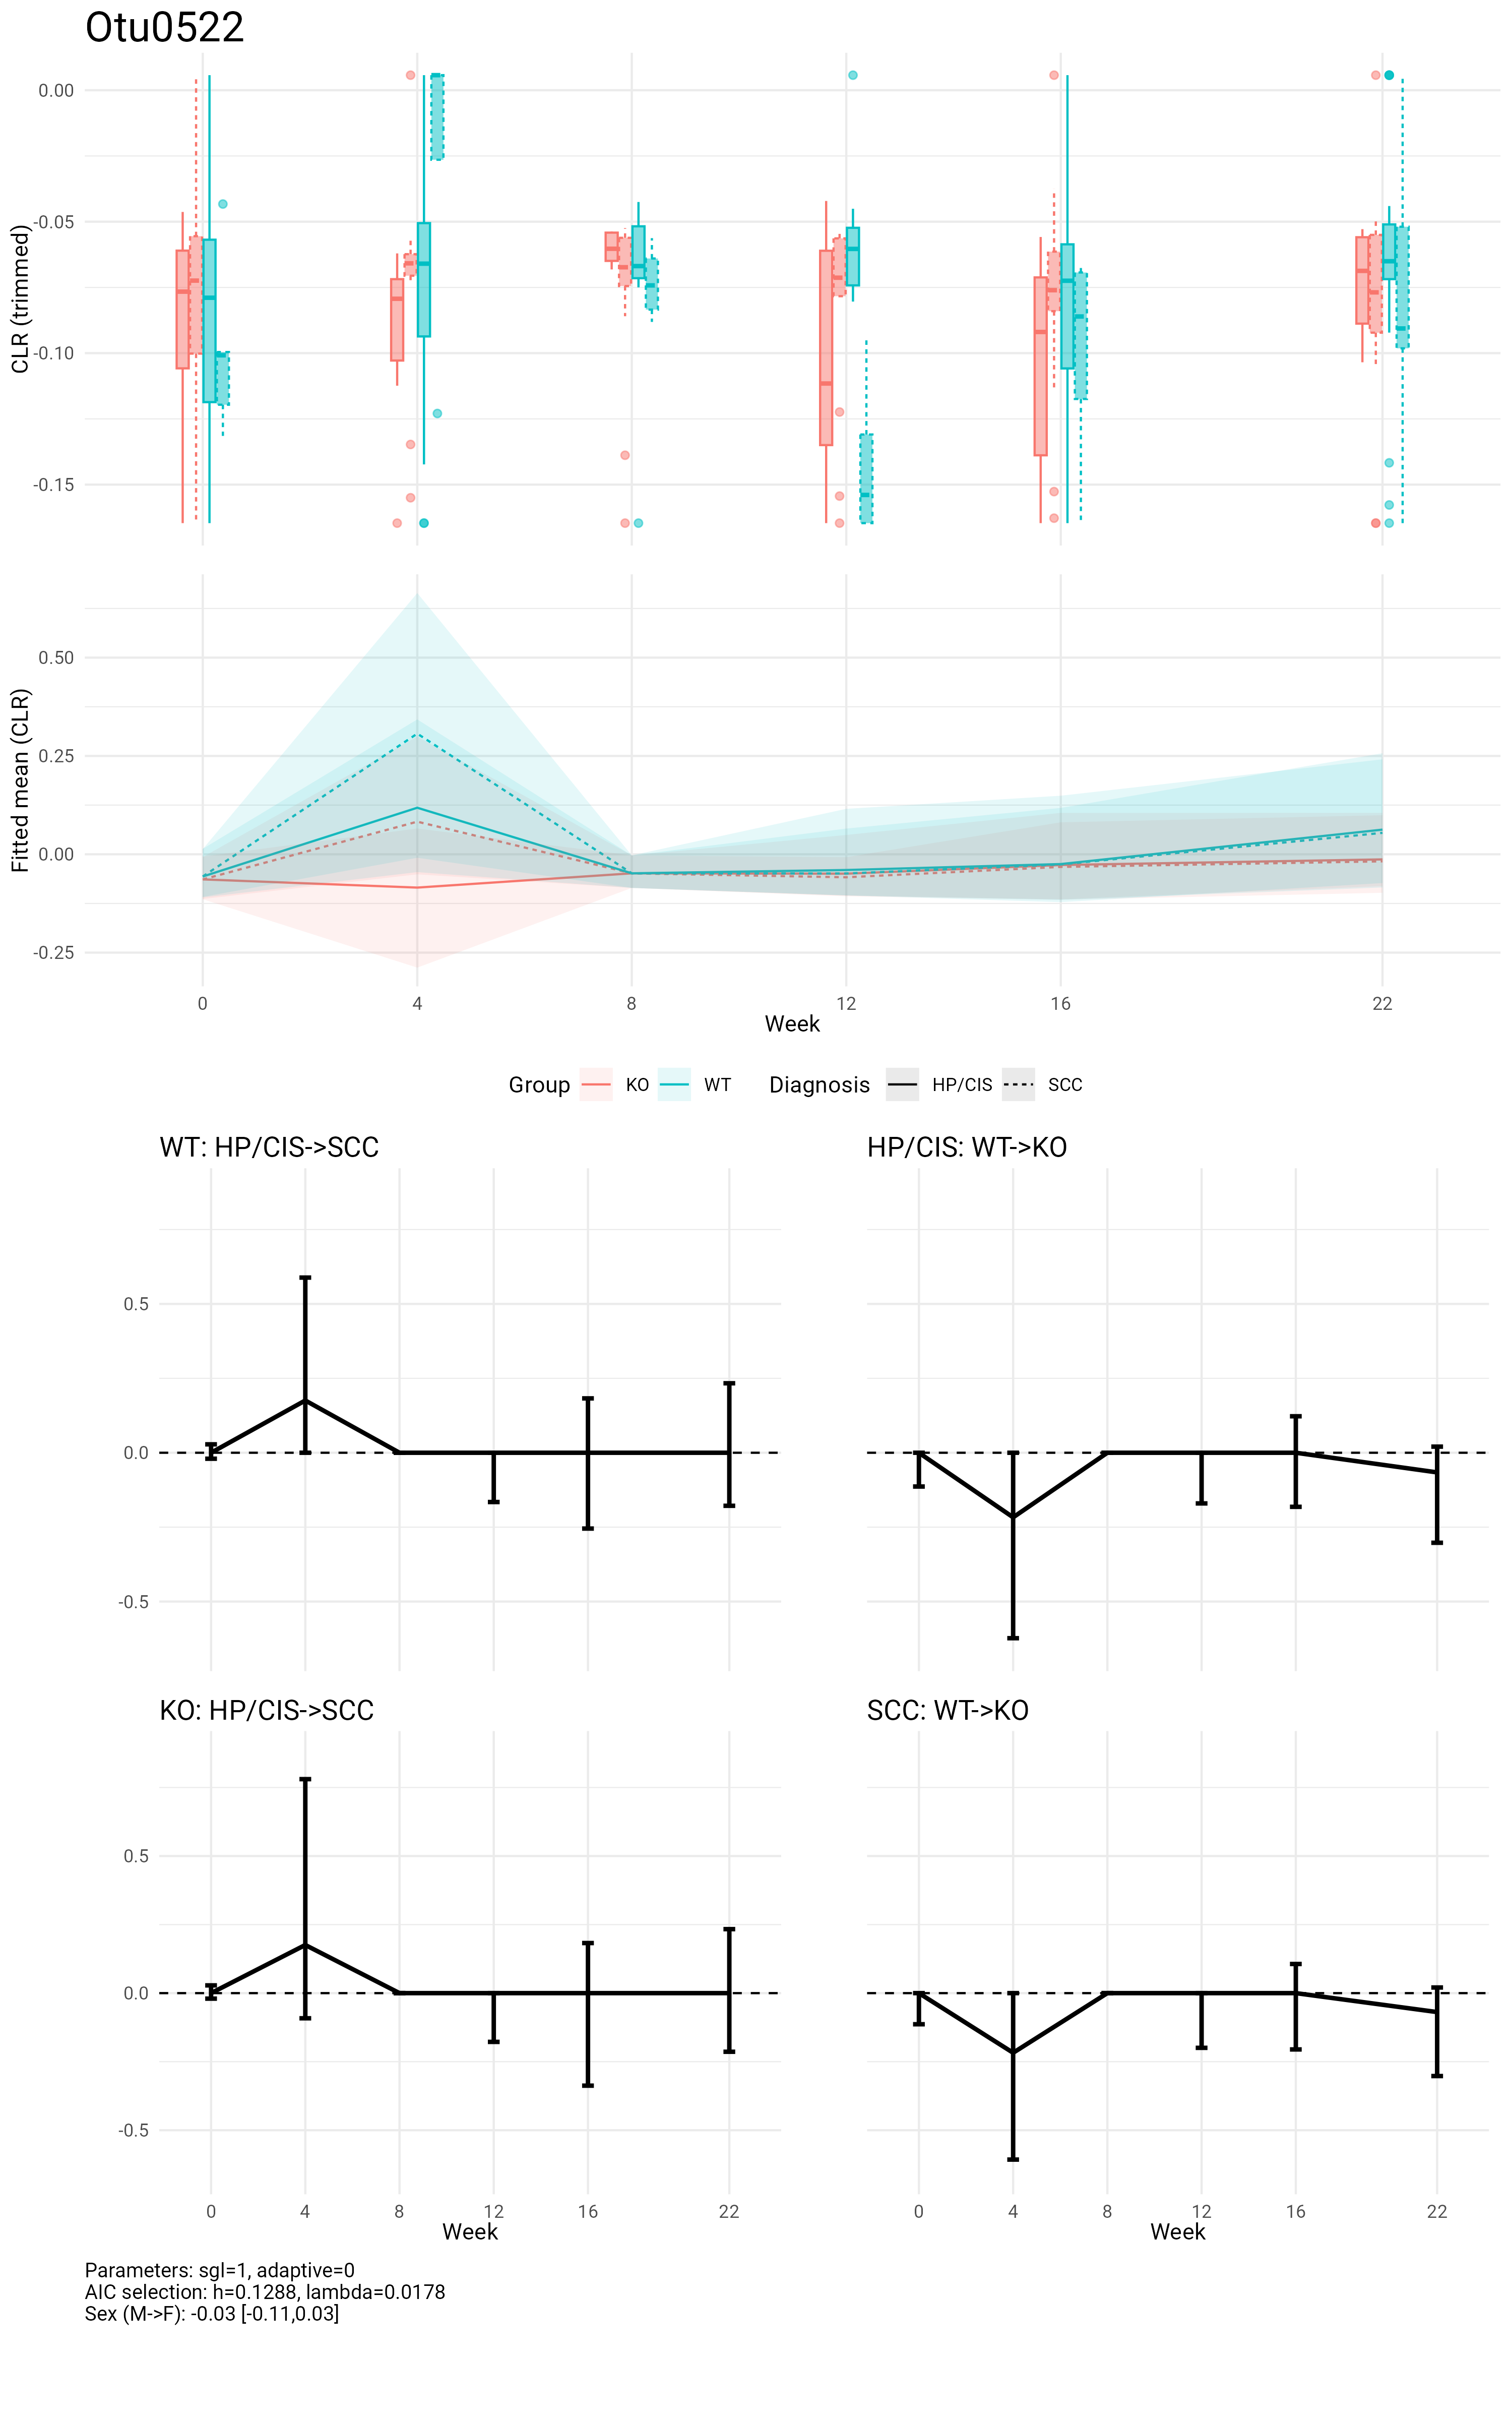 Otu0522
CLR (trimmed)
0.00
-0.05
-0.10
-0.15
Fitted mean (CLR)
0.50
0.25
0.00
-0.25
0 4 8 12 16 22
Week
Group KO WT Diagnosis HP/CIS SCC
WT: HP/CIS->SCC
HP/CIS: WT->KO
0.5
0.0
-0.5
KO: HP/CIS->SCC
SCC: WT->KO
0.5
0.0
-0.5
0 4 8 12 16 22
0 4 8 12 16 22
Week
Week
Parameters: sgl=1, adaptive=0
AIC selection: h=0.1288, lambda=0.0178
Sex (M->F): -0.03 [-0.11,0.03]